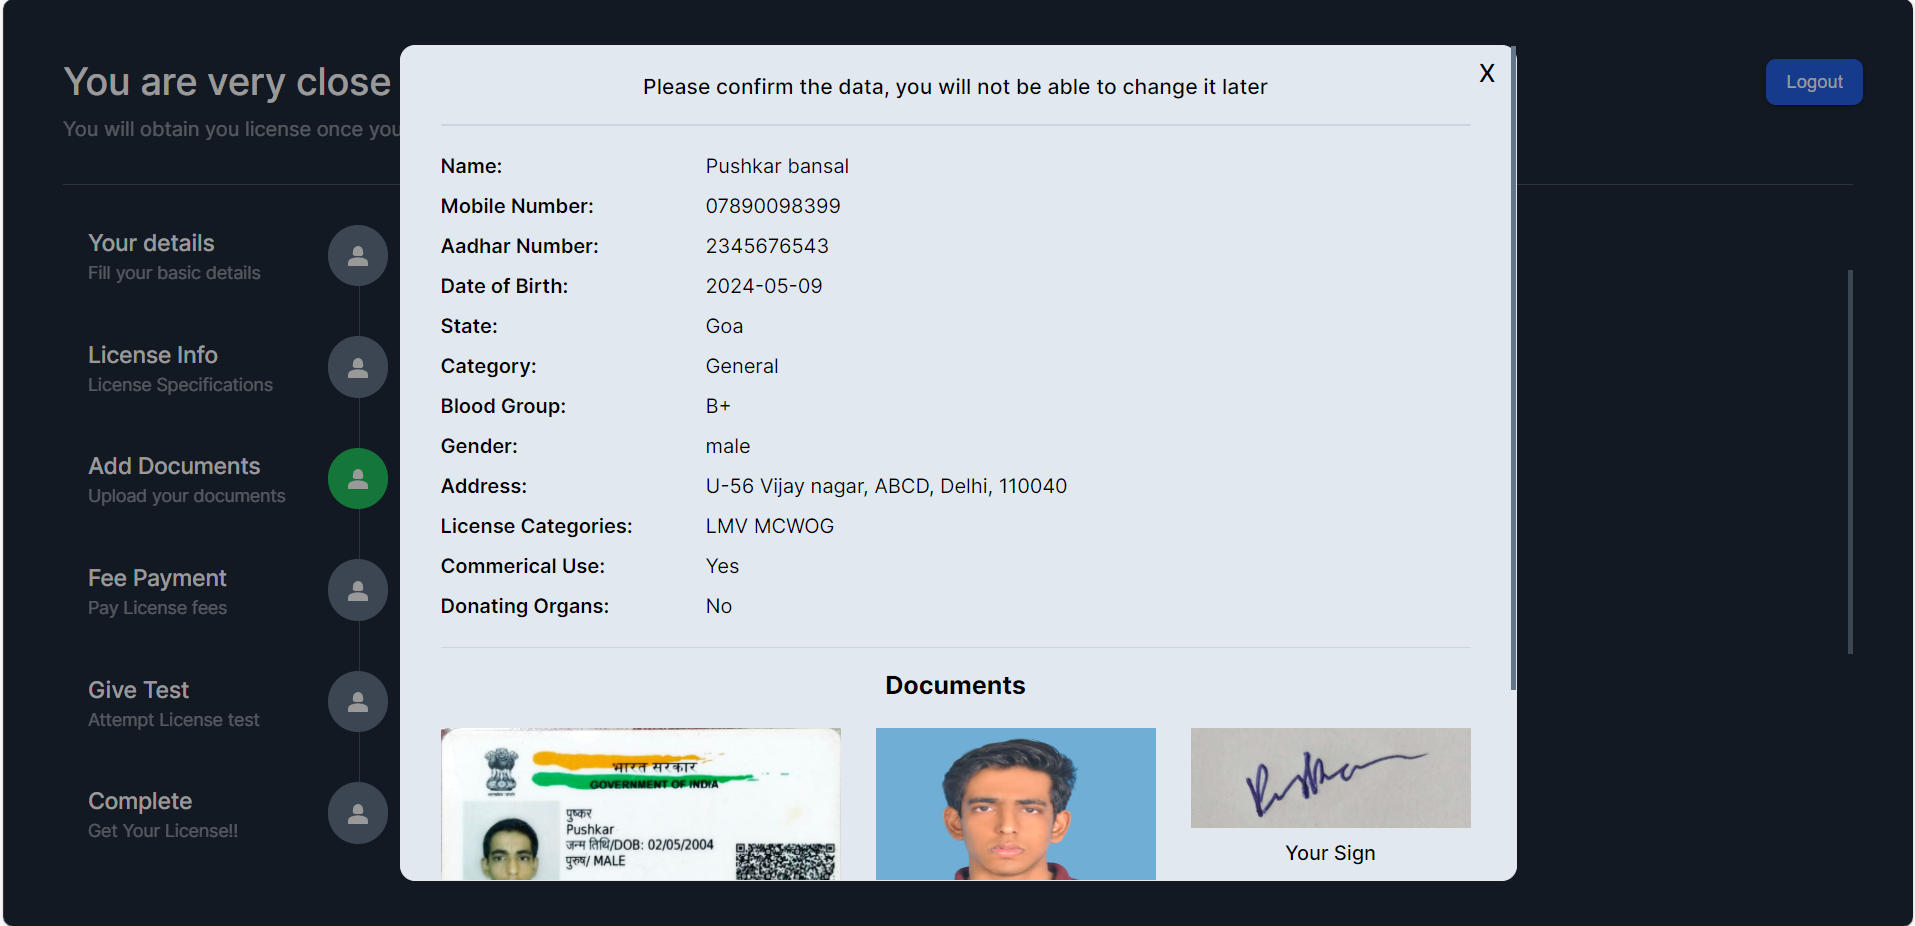 You are very close
You will obtain you license once you
Logout
Your details
Fill your basic details
License Info
License Specifications
Add Documents
Upload your documents
Fee Payment
Pay License fees
Give Test
Attempt License test
Complete
Get Your License!!
X
Please confirm the data, you will not be able to change it later
Name: Pushkar bansal
Mobile Number: 07890098399
Aadhar Number: 2345676543
Date of Birth: 2024-05-09
State: Goa
Category: General
Blood Group: B+
Gender: male
Address: U-56 Vijay nagar, ABCD, Delhi, 110040
License Categories: LMV MCWOG
Commerical Use: Yes
Donating Organs: No
Documents
भारत सरकार
GOVERNMENT OF INDIA
पुष्कर
Pushkar
जन्म तिथि/DOB: 02/05/2004
पुरुष/ MALE
Your Sign